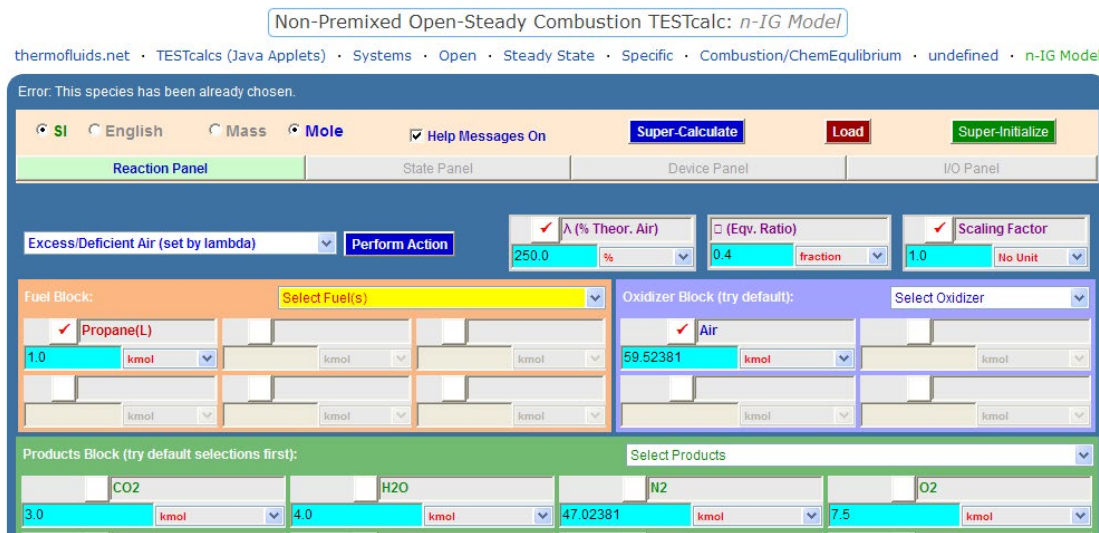 Non-Premixed Open-Steady Combustion TESTcalc: n-IG Model
thermofluids.net · TESTcalcs (Java Applets) · Systems · Open · Steady State · Specific · Combustion/ChemEqulibrium · undefined · n-IG Model
Error: This species has been already chosen.
SI English Mass Mole Help Messages On Super-Calculate Load Super-Initialize
Reaction Panel State Panel Device Panel I/O Panel
Λ (% Theor. Air) □ (Eqv. Ratio) Scaling Factor
Excess/Deficient Air (set by lambda) Perform Action 250.0 % 0.4 fraction 1.0 No Unit
Fuel Block: Select Fuel(s) Oxidizer Block (try default): Select Oxidizer
Propane(L) Air
1.0 kmol kmol kmol 59.52381 kmol kmol
kmol kmol kmol kmol kmol
Products Block (try default selections first): Select Products
CO2 H2O N2 O2
3.0 kmol 4.0 kmol 47.02381 kmol 7.5 kmol